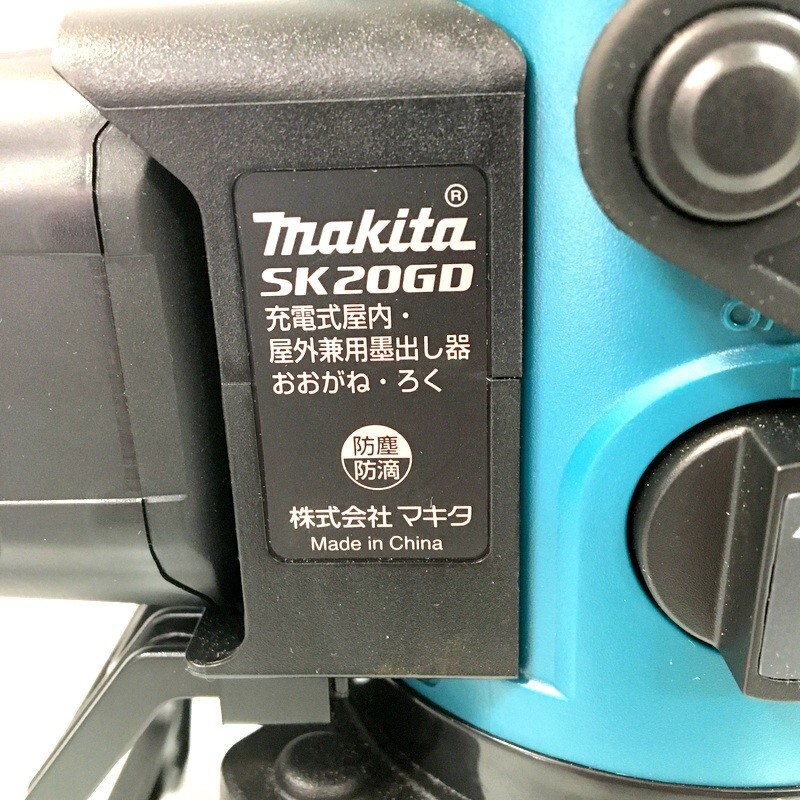 makita®
SK20GD
充電式屋内・
屋外兼用墨出し器
おおがね・ろく
防塵
防滴
株式会社 マキタ
Made in China